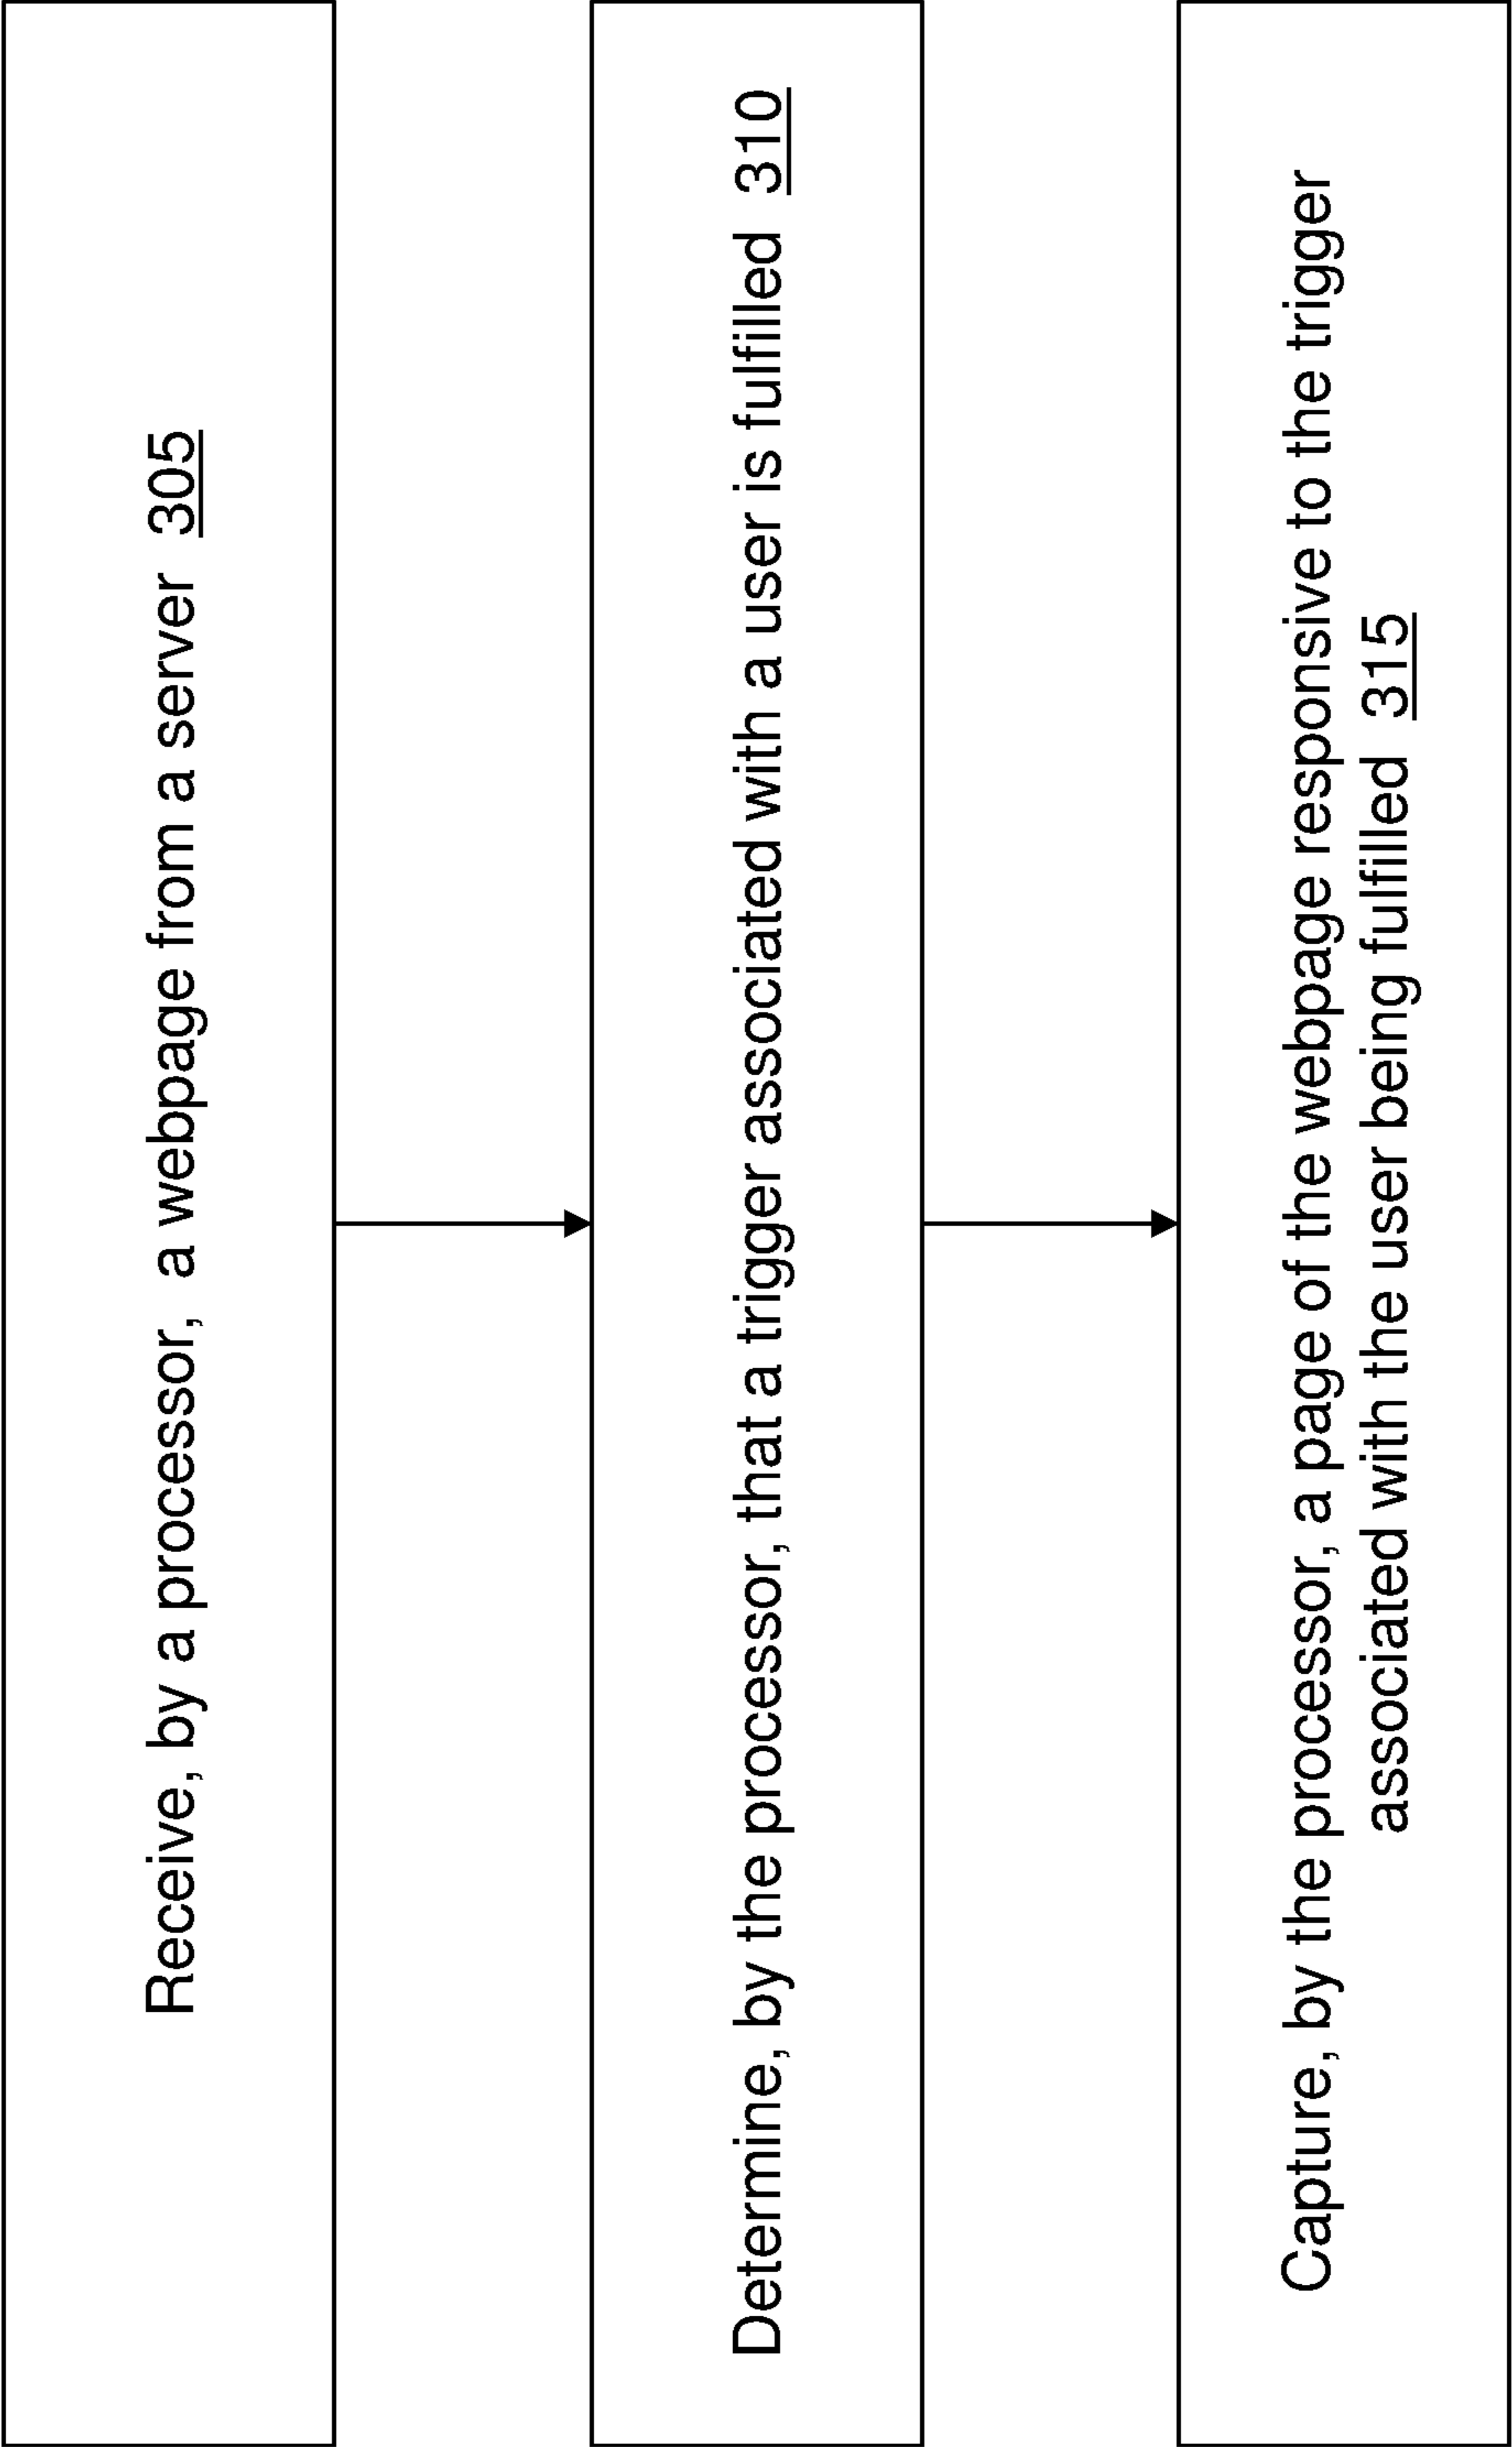 Receive, by a processor, a webpage from a server 305
Determine, by the processor, that a trigger associated with a user is fulfilled 310
Capture, by the processor, a page of the webpage responsive to the trigger
associated with the user being fulfilled 315